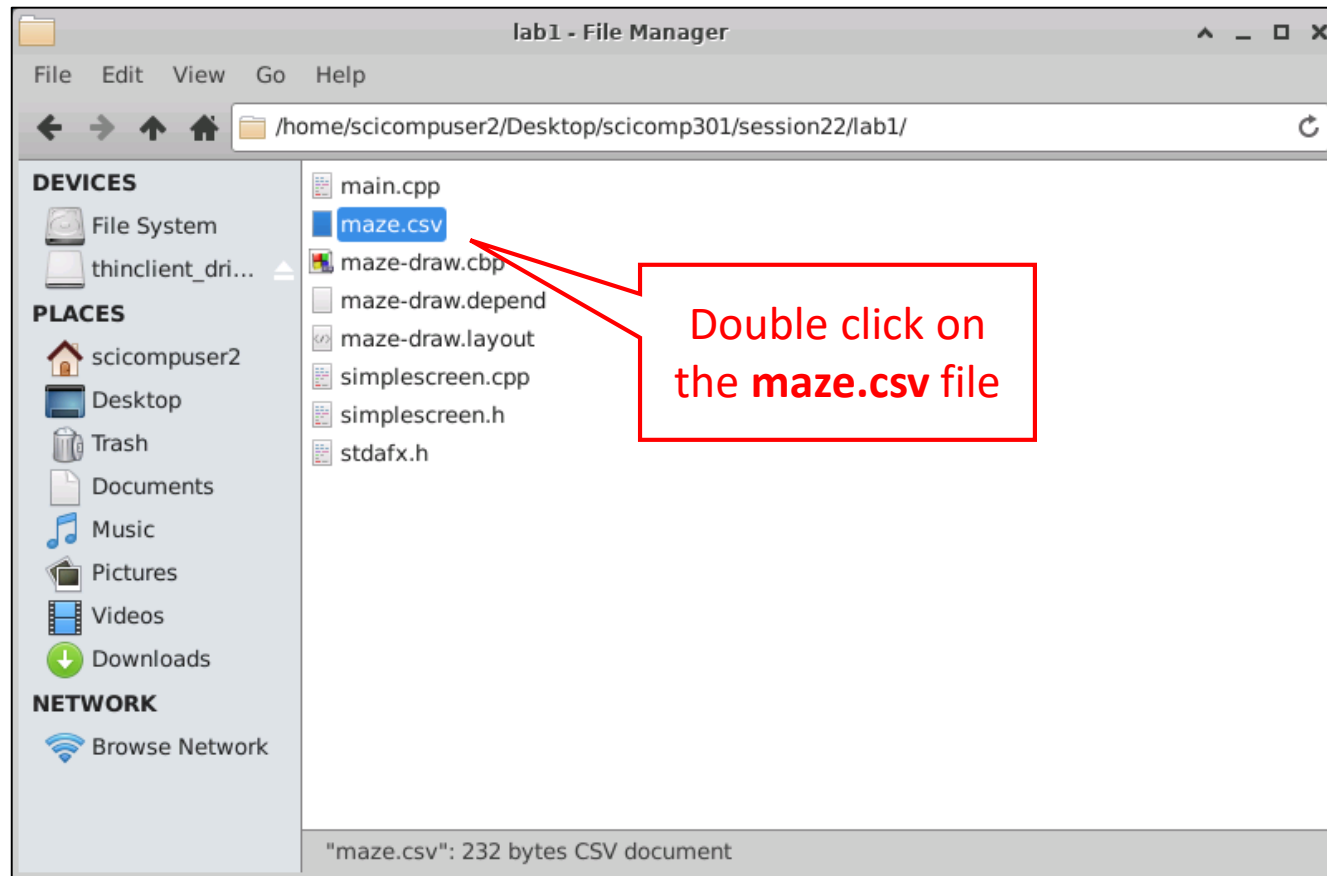 lab1 - File Manager
File Edit View Go Help
/home/scicompuser2/Desktop/scicomp301/session22/lab1/
DEVICES
File System
thinclient_dri...
PLACES
scicompuser2
Desktop
Trash
Documents
Music
Pictures
Videos
Downloads
NETWORK
Browse Network
main.cpp
maze.csv
maze-draw.cbp
maze-draw.depend
maze-draw.layout
simplescreen.cpp
simplescreen.h
stdafx.h
Double click on
the maze.csv file
"maze.csv": 232 bytes CSV document